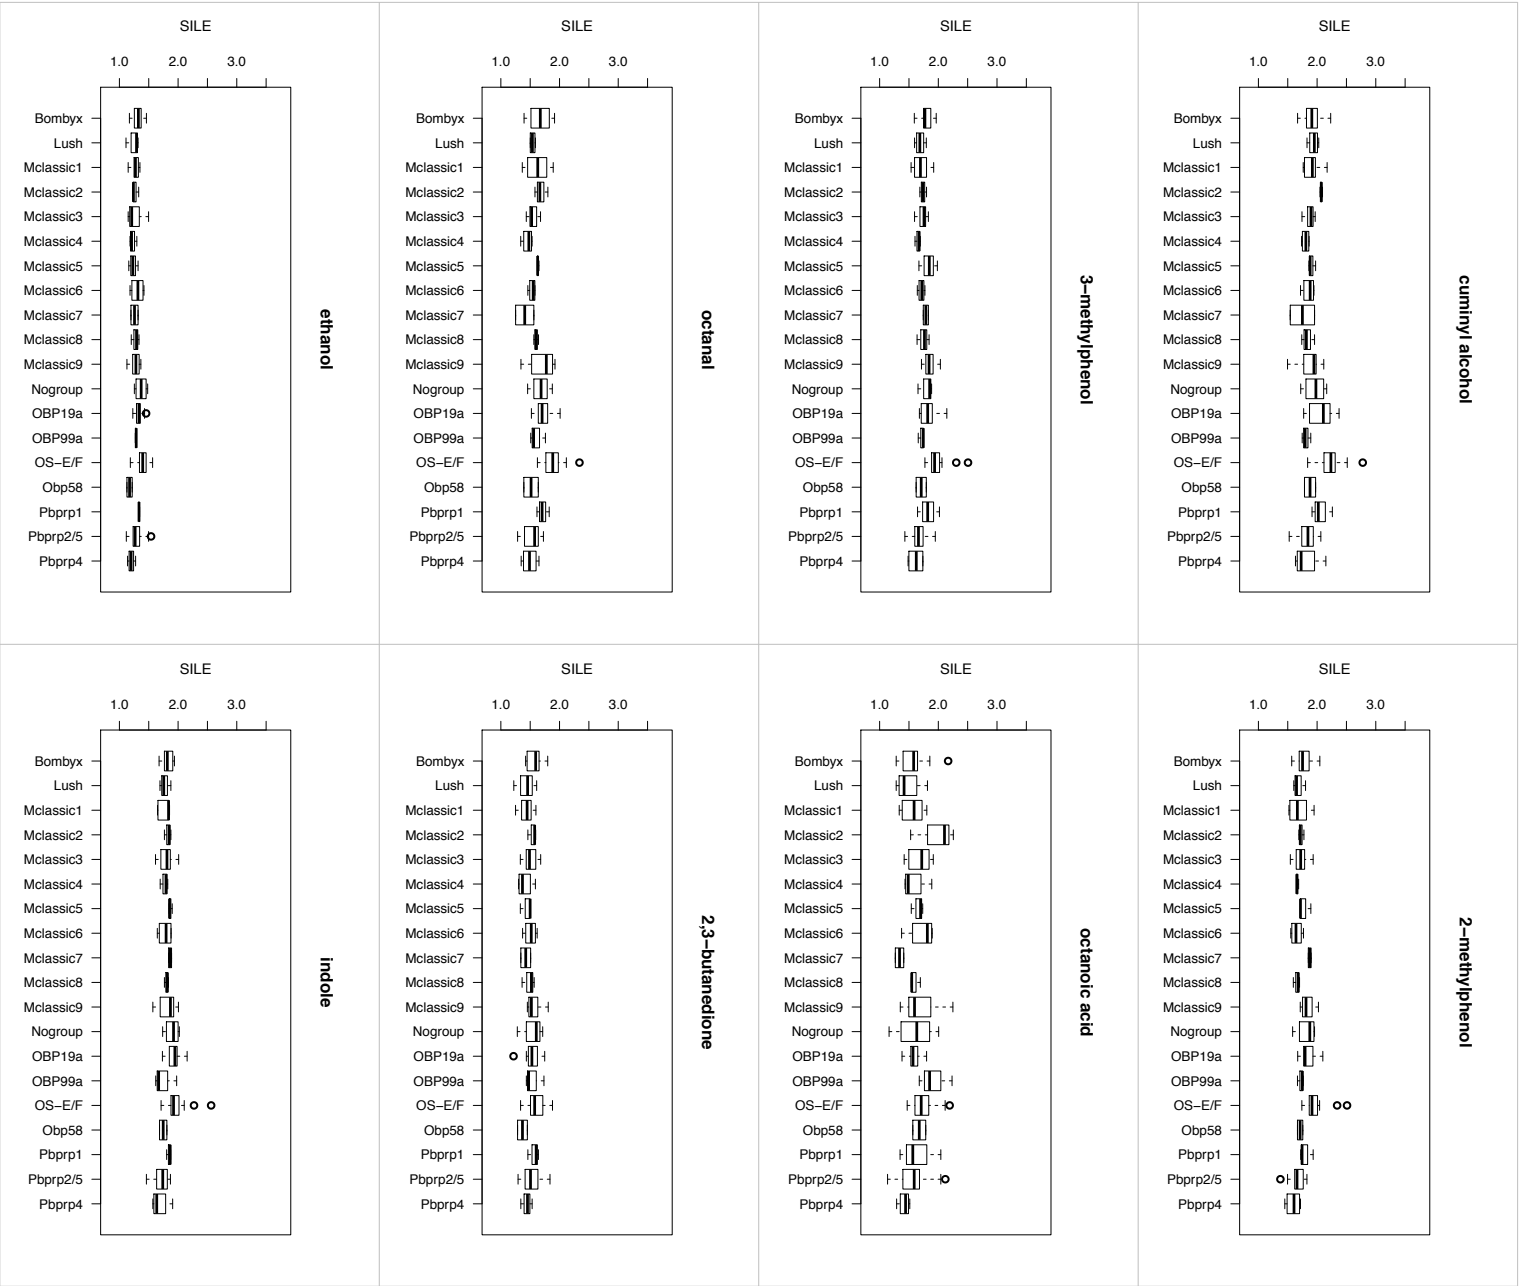 SILE
1.0 2.0 3.0
Bombyx
Lush
Mclassic1
Mclassic2
Mclassic3
Mclassic4
Mclassic5
Mclassic6
Mclassic7
Mclassic8
Mclassic9
Nogroup
OBP19a
OBP99a
OS−E/F
Obp58
Pbprp1
Pbprp2/5
Pbprp4
ethanol
SILE
1.0 2.0 3.0
Bombyx
Lush
Mclassic1
Mclassic2
Mclassic3
Mclassic4
Mclassic5
Mclassic6
Mclassic7
Mclassic8
Mclassic9
Nogroup
OBP19a
OBP99a
OS−E/F
Obp58
Pbprp1
Pbprp2/5
Pbprp4
octanal
SILE
1.0 2.0 3.0
Bombyx
Lush
Mclassic1
Mclassic2
Mclassic3
Mclassic4
Mclassic5
Mclassic6
Mclassic7
Mclassic8
Mclassic9
Nogroup
OBP19a
OBP99a
OS−E/F
Obp58
Pbprp1
Pbprp2/5
Pbprp4
3−methylphenol
SILE
1.0 2.0 3.0
Bombyx
Lush
Mclassic1
Mclassic2
Mclassic3
Mclassic4
Mclassic5
Mclassic6
Mclassic7
Mclassic8
Mclassic9
Nogroup
OBP19a
OBP99a
OS−E/F
Obp58
Pbprp1
Pbprp2/5
Pbprp4
cuminyl alcohol
SILE
1.0 2.0 3.0
Bombyx
Lush
Mclassic1
Mclassic2
Mclassic3
Mclassic4
Mclassic5
Mclassic6
Mclassic7
Mclassic8
Mclassic9
Nogroup
OBP19a
OBP99a
OS−E/F
Obp58
Pbprp1
Pbprp2/5
Pbprp4
indole
SILE
1.0 2.0 3.0
Bombyx
Lush
Mclassic1
Mclassic2
Mclassic3
Mclassic4
Mclassic5
Mclassic6
Mclassic7
Mclassic8
Mclassic9
Nogroup
OBP19a
OBP99a
OS−E/F
Obp58
Pbprp1
Pbprp2/5
Pbprp4
2,3−butanedione
SILE
1.0 2.0 3.0
Bombyx
Lush
Mclassic1
Mclassic2
Mclassic3
Mclassic4
Mclassic5
Mclassic6
Mclassic7
Mclassic8
Mclassic9
Nogroup
OBP19a
OBP99a
OS−E/F
Obp58
Pbprp1
Pbprp2/5
Pbprp4
octanoic acid
SILE
1.0 2.0 3.0
Bombyx
Lush
Mclassic1
Mclassic2
Mclassic3
Mclassic4
Mclassic5
Mclassic6
Mclassic7
Mclassic8
Mclassic9
Nogroup
OBP19a
OBP99a
OS−E/F
Obp58
Pbprp1
Pbprp2/5
Pbprp4
2−methylphenol